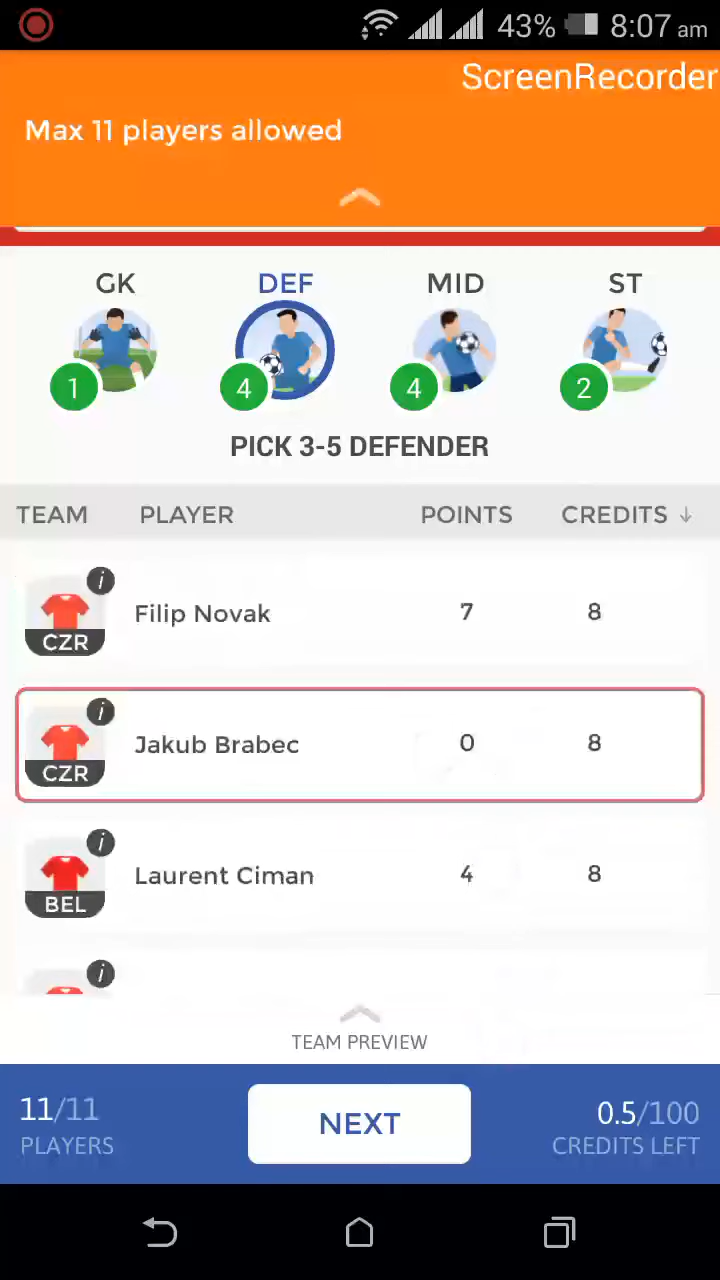 43% 8:07 am
ScreenRecorder
Max 11 players allowed
GK DEF MID ST
1 4 4 2
PICK 3-5 DEFENDER
TEAM PLAYER POINTS CREDITS ↓
i
Filip Novak 7 8
CZR
i
Jakub Brabec 0 8
CZR
i
Laurent Ciman 4 8
BEL
i
TEAM PREVIEW
11/11 NEXT 0.5/100
PLAYERS CREDITS LEFT